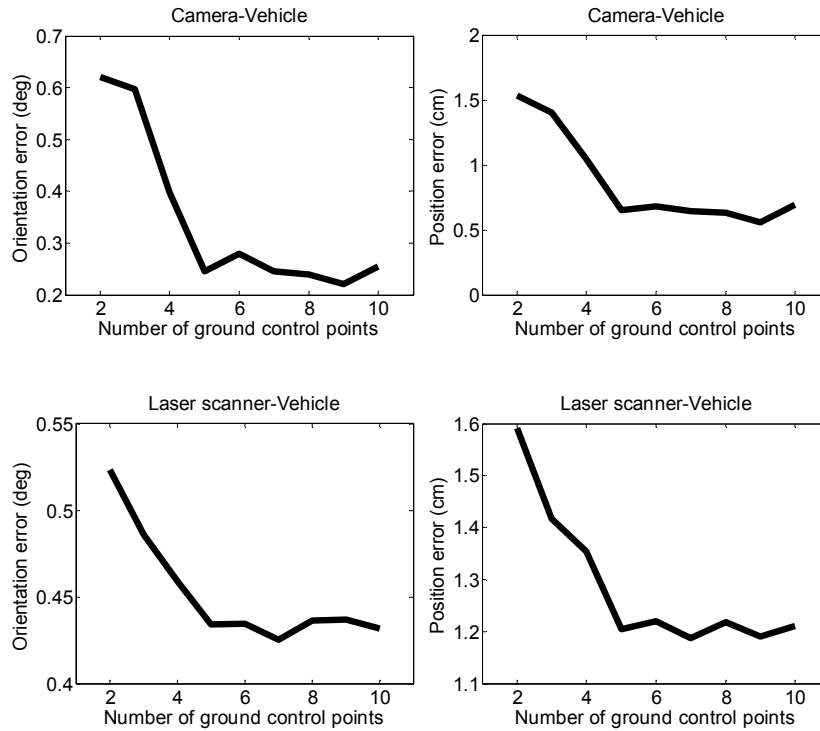 Camera-Vehicle
Orientation error (deg)
0.7
0.6
0.5
0.4
0.3
0.2
2 4 6 8 10
Number of ground control points
Camera-Vehicle
Position error (cm)
2
1.5
1
0.5
0
2 4 6 8 10
Number of ground control points
Laser scanner-Vehicle
Orientation error (deg)
0.55
0.5
0.45
0.4
2 4 6 8 10
Number of ground control points
Laser scanner-Vehicle
Position error (cm)
1.6
1.5
1.4
1.3
1.2
1.1
2 4 6 8 10
Number of ground control points